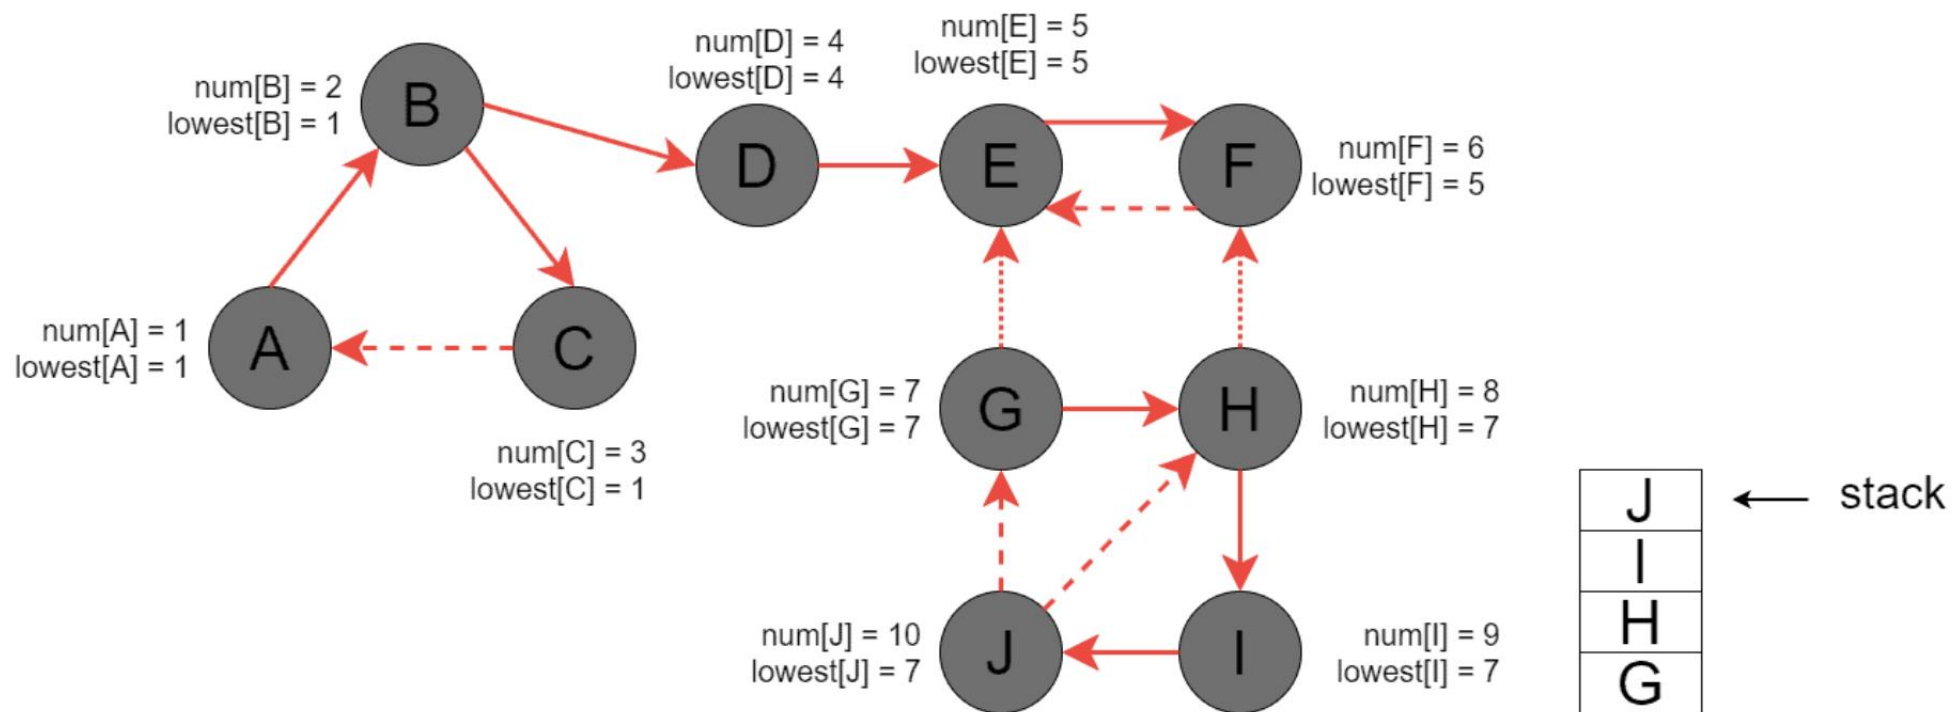 num[E] = 5
lowest[E] = 5
num[D] = 4
lowest[D] = 4
num[B] = 2
lowest[B] = 1
B
D
E
F
num[F] = 6
lowest[F] = 5
num[A] = 1
lowest[A] = 1
A
C
num[C] = 3
lowest[C] = 1
num[G] = 7
lowest[G] = 7
G
H
num[H] = 8
lowest[H] = 7
num[J] = 10
lowest[J] = 7
J
I
num[I] = 9
lowest[I] = 7
J
stack
I
H
G